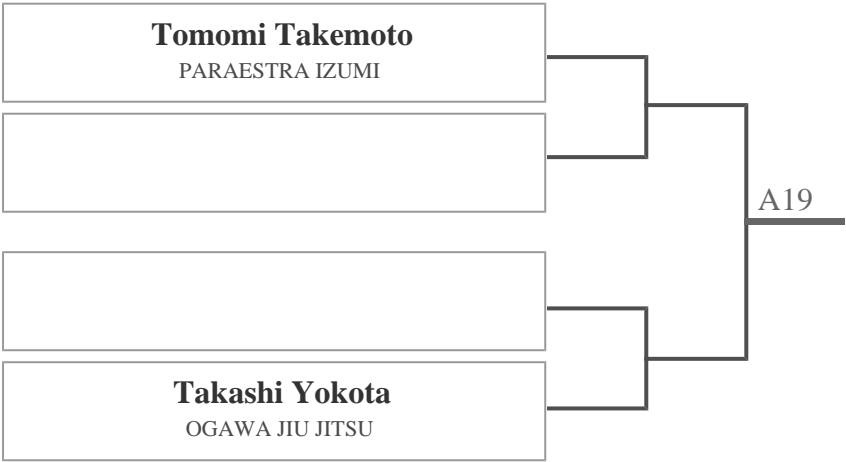 Tomomi Takemoto
PARAESTRA IZUMI
A19
Takashi Yokota
OGAWA JIU JITSU